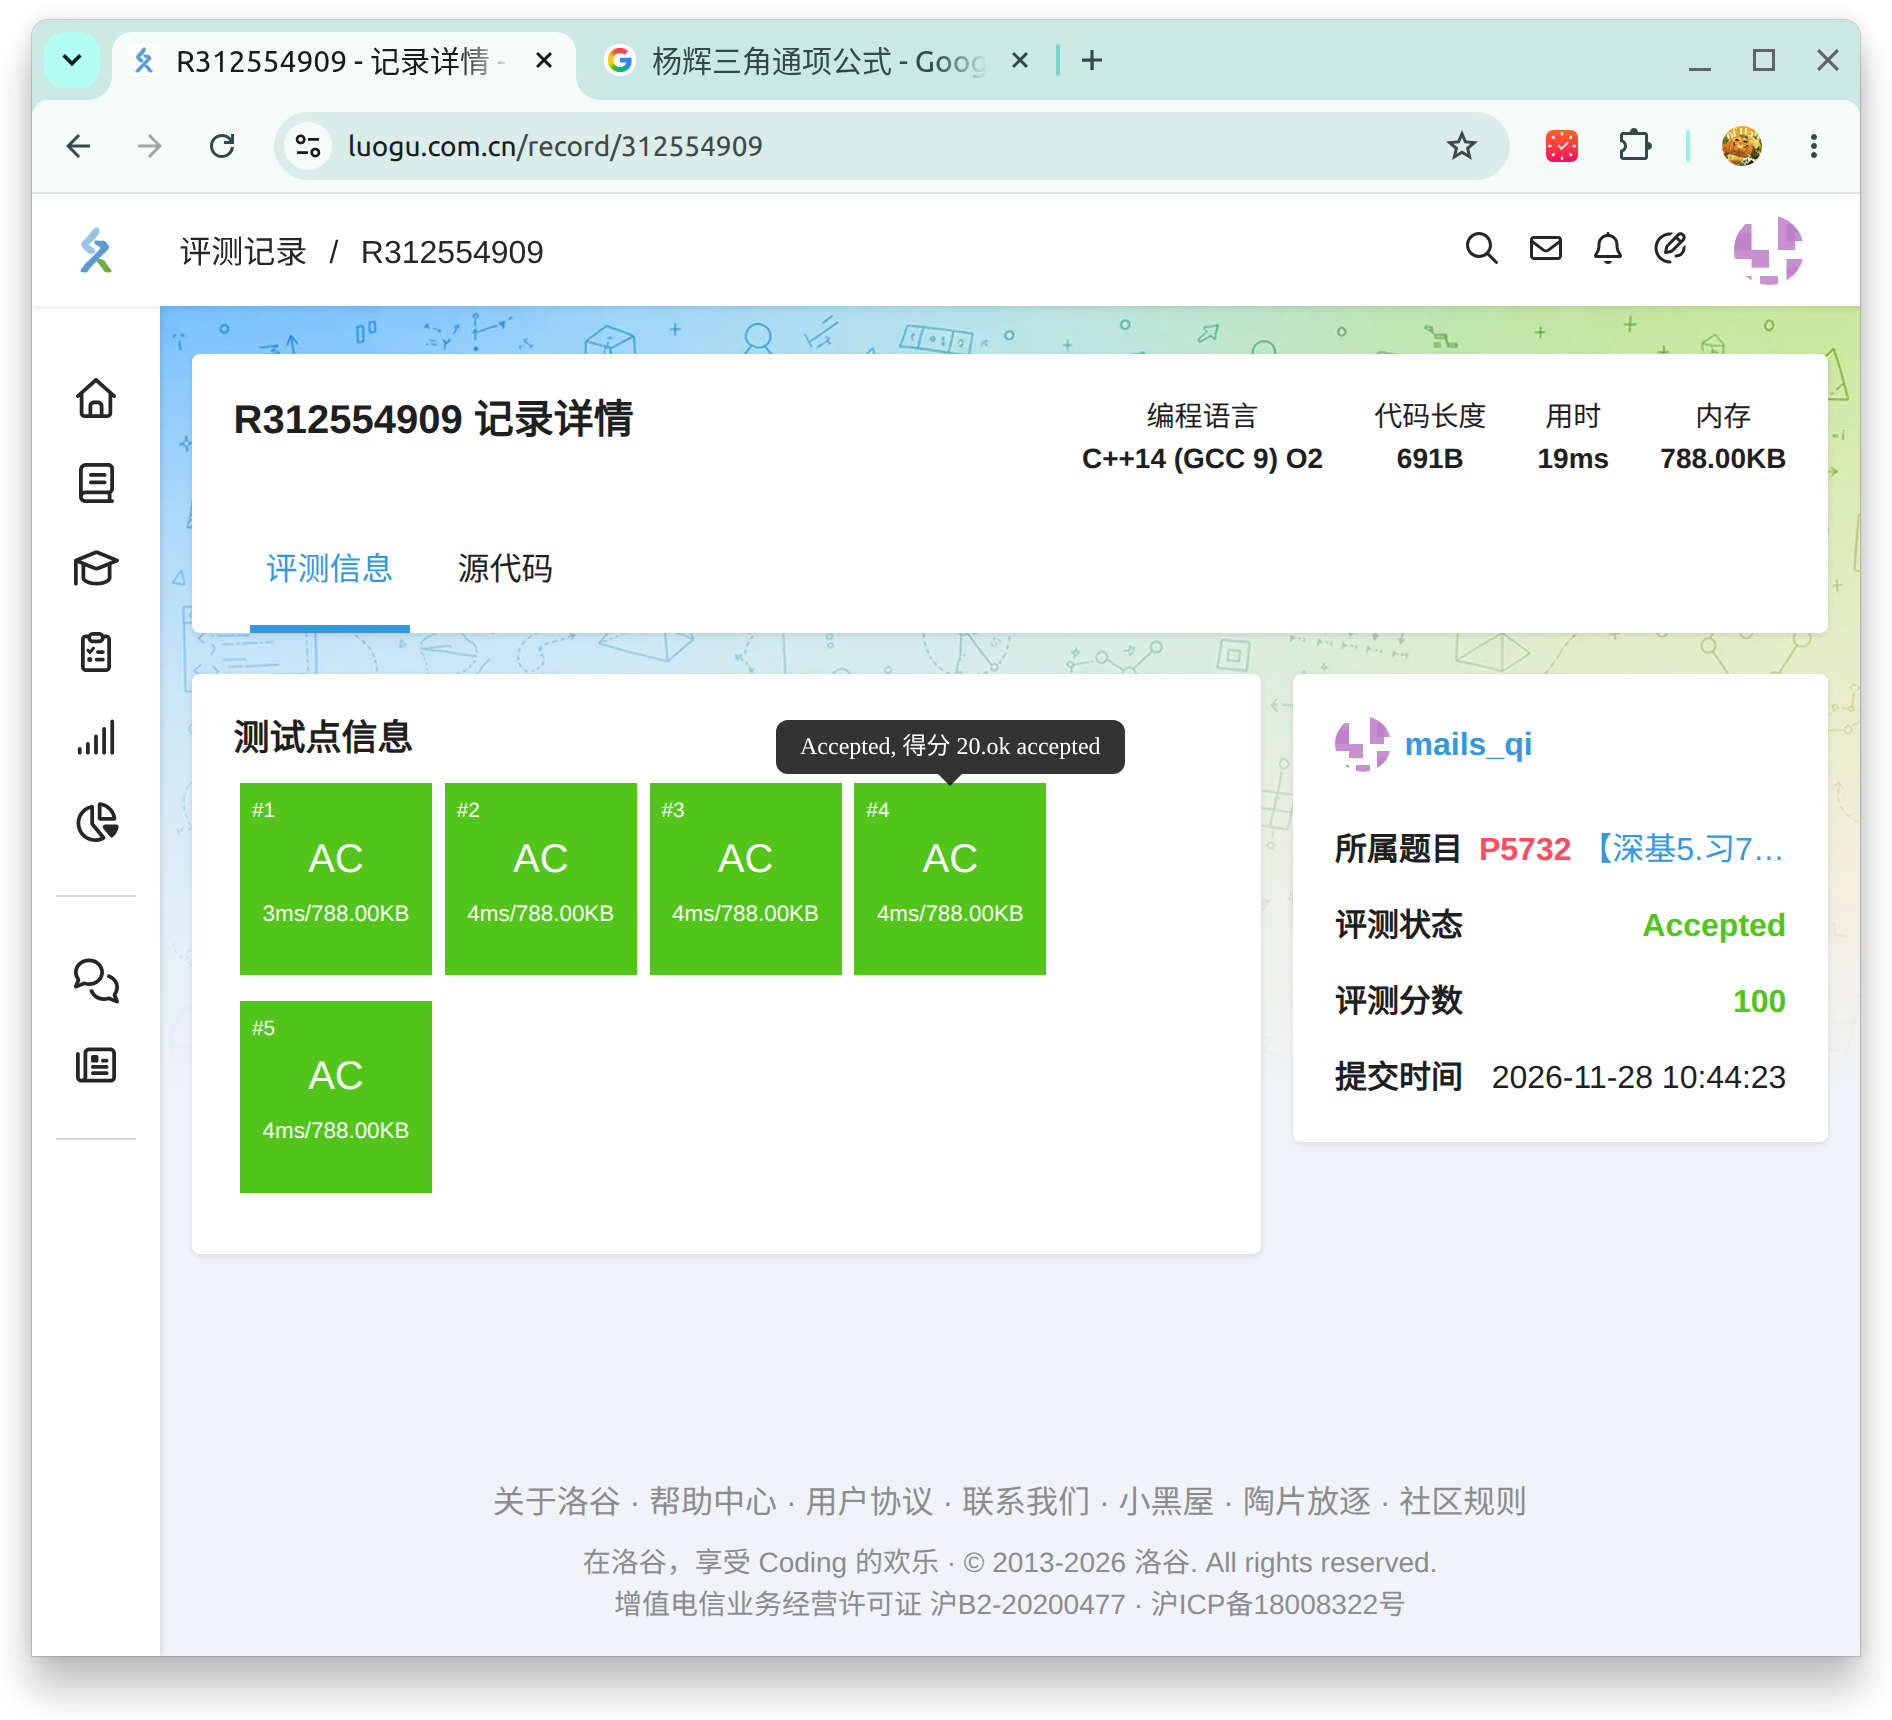 R312554909 - 记录详情 -
杨辉三角通项公式 - Goog
luogu.com.cn/record/312554909
评测记录 / R312554909
R312554909 记录详情
编程语言
C++14 (GCC 9) O2
代码长度
691B
用时
19ms
内存
788.00KB
评测信息
源代码
测试点信息
Accepted, 得分 20.ok accepted
#1
AC
3ms/788.00KB
#2
AC
4ms/788.00KB
#3
AC
4ms/788.00KB
#4
AC
4ms/788.00KB
#5
AC
4ms/788.00KB
mails_qi
所属题目 P5732 【深基5.习7…
评测状态 Accepted
评测分数 100
提交时间 2026-11-28 10:44:23
关于洛谷 · 帮助中心 · 用户协议 · 联系我们 · 小黑屋 · 陶片放逐 · 社区规则
在洛谷，享受 Coding 的欢乐 · © 2013-2026 洛谷. All rights reserved.
增值电信业务经营许可证 沪B2-20200477 · 沪ICP备18008322号